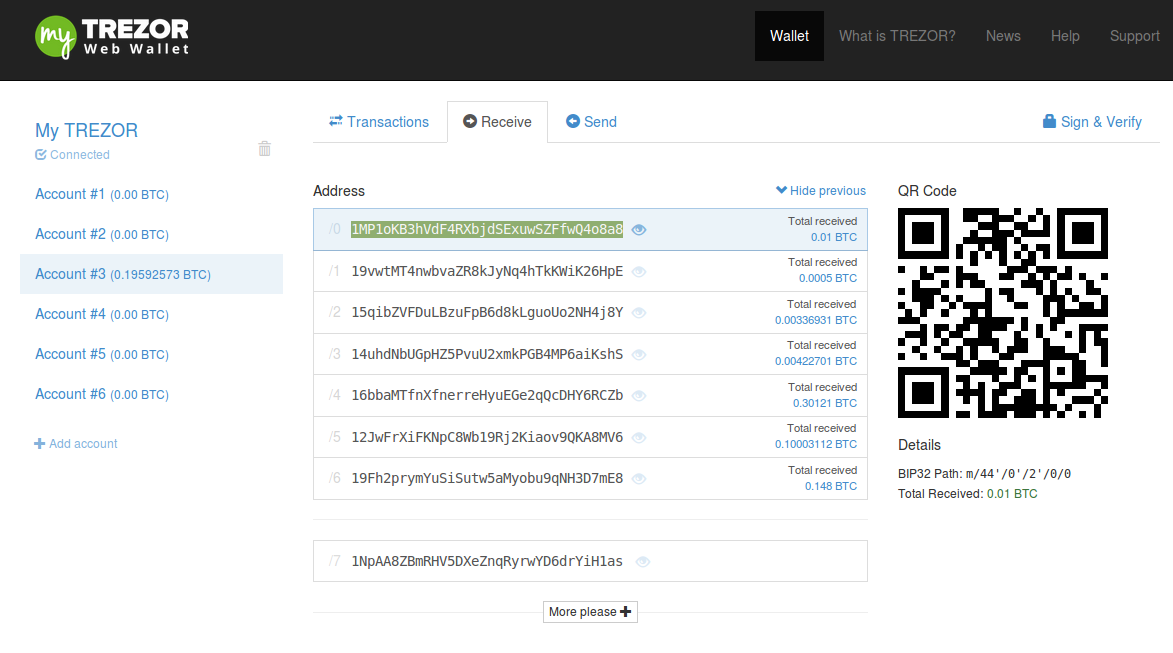 my TREZOR
Web Wallet
Wallet
What is TREZOR?
News
Help
Support
My TREZOR
Connected
Account #1 (0.00 BTC)
Account #2 (0.00 BTC)
Account #3 (0.19592573 BTC)
Account #4 (0.00 BTC)
Account #5 (0.00 BTC)
Account #6 (0.00 BTC)
Add account
Transactions
Receive
Send
Sign & Verify
Address
Hide previous
/0 1MP1oKB3hVdF4RXbjdSExuwSZFfwQ4o8a8
Total received
0.01 BTC
/1 19vwtMT4nwbvaZR8kJyNq4hTkKWiK26HpE
Total received
0.0005 BTC
/2 15qibZVFDuLBzuFpB6d8kLguoUo2NH4j8Y
Total received
0.00336931 BTC
/3 14uhdNbUGpHZ5PvuU2xmkPGB4MP6aiKshS
Total received
0.00422701 BTC
/4 16bbaMTfnXfnerreHyuEGe2qQcDHY6RCZb
Total received
0.30121 BTC
/5 12JwFrXiFKNpC8Wb19Rj2Kiaov9QKA8MV6
Total received
0.10003112 BTC
/6 19Fh2prymYuSiSutw5aMyobu9qNH3D7mE8
Total received
0.148 BTC
/7 1NpAA8ZBmRHV5DXeZnqRyrwYD6drYiH1as
More please
QR Code
Details
BIP32 Path: m/44'/0'/2'/0/0
Total Received: 0.01 BTC